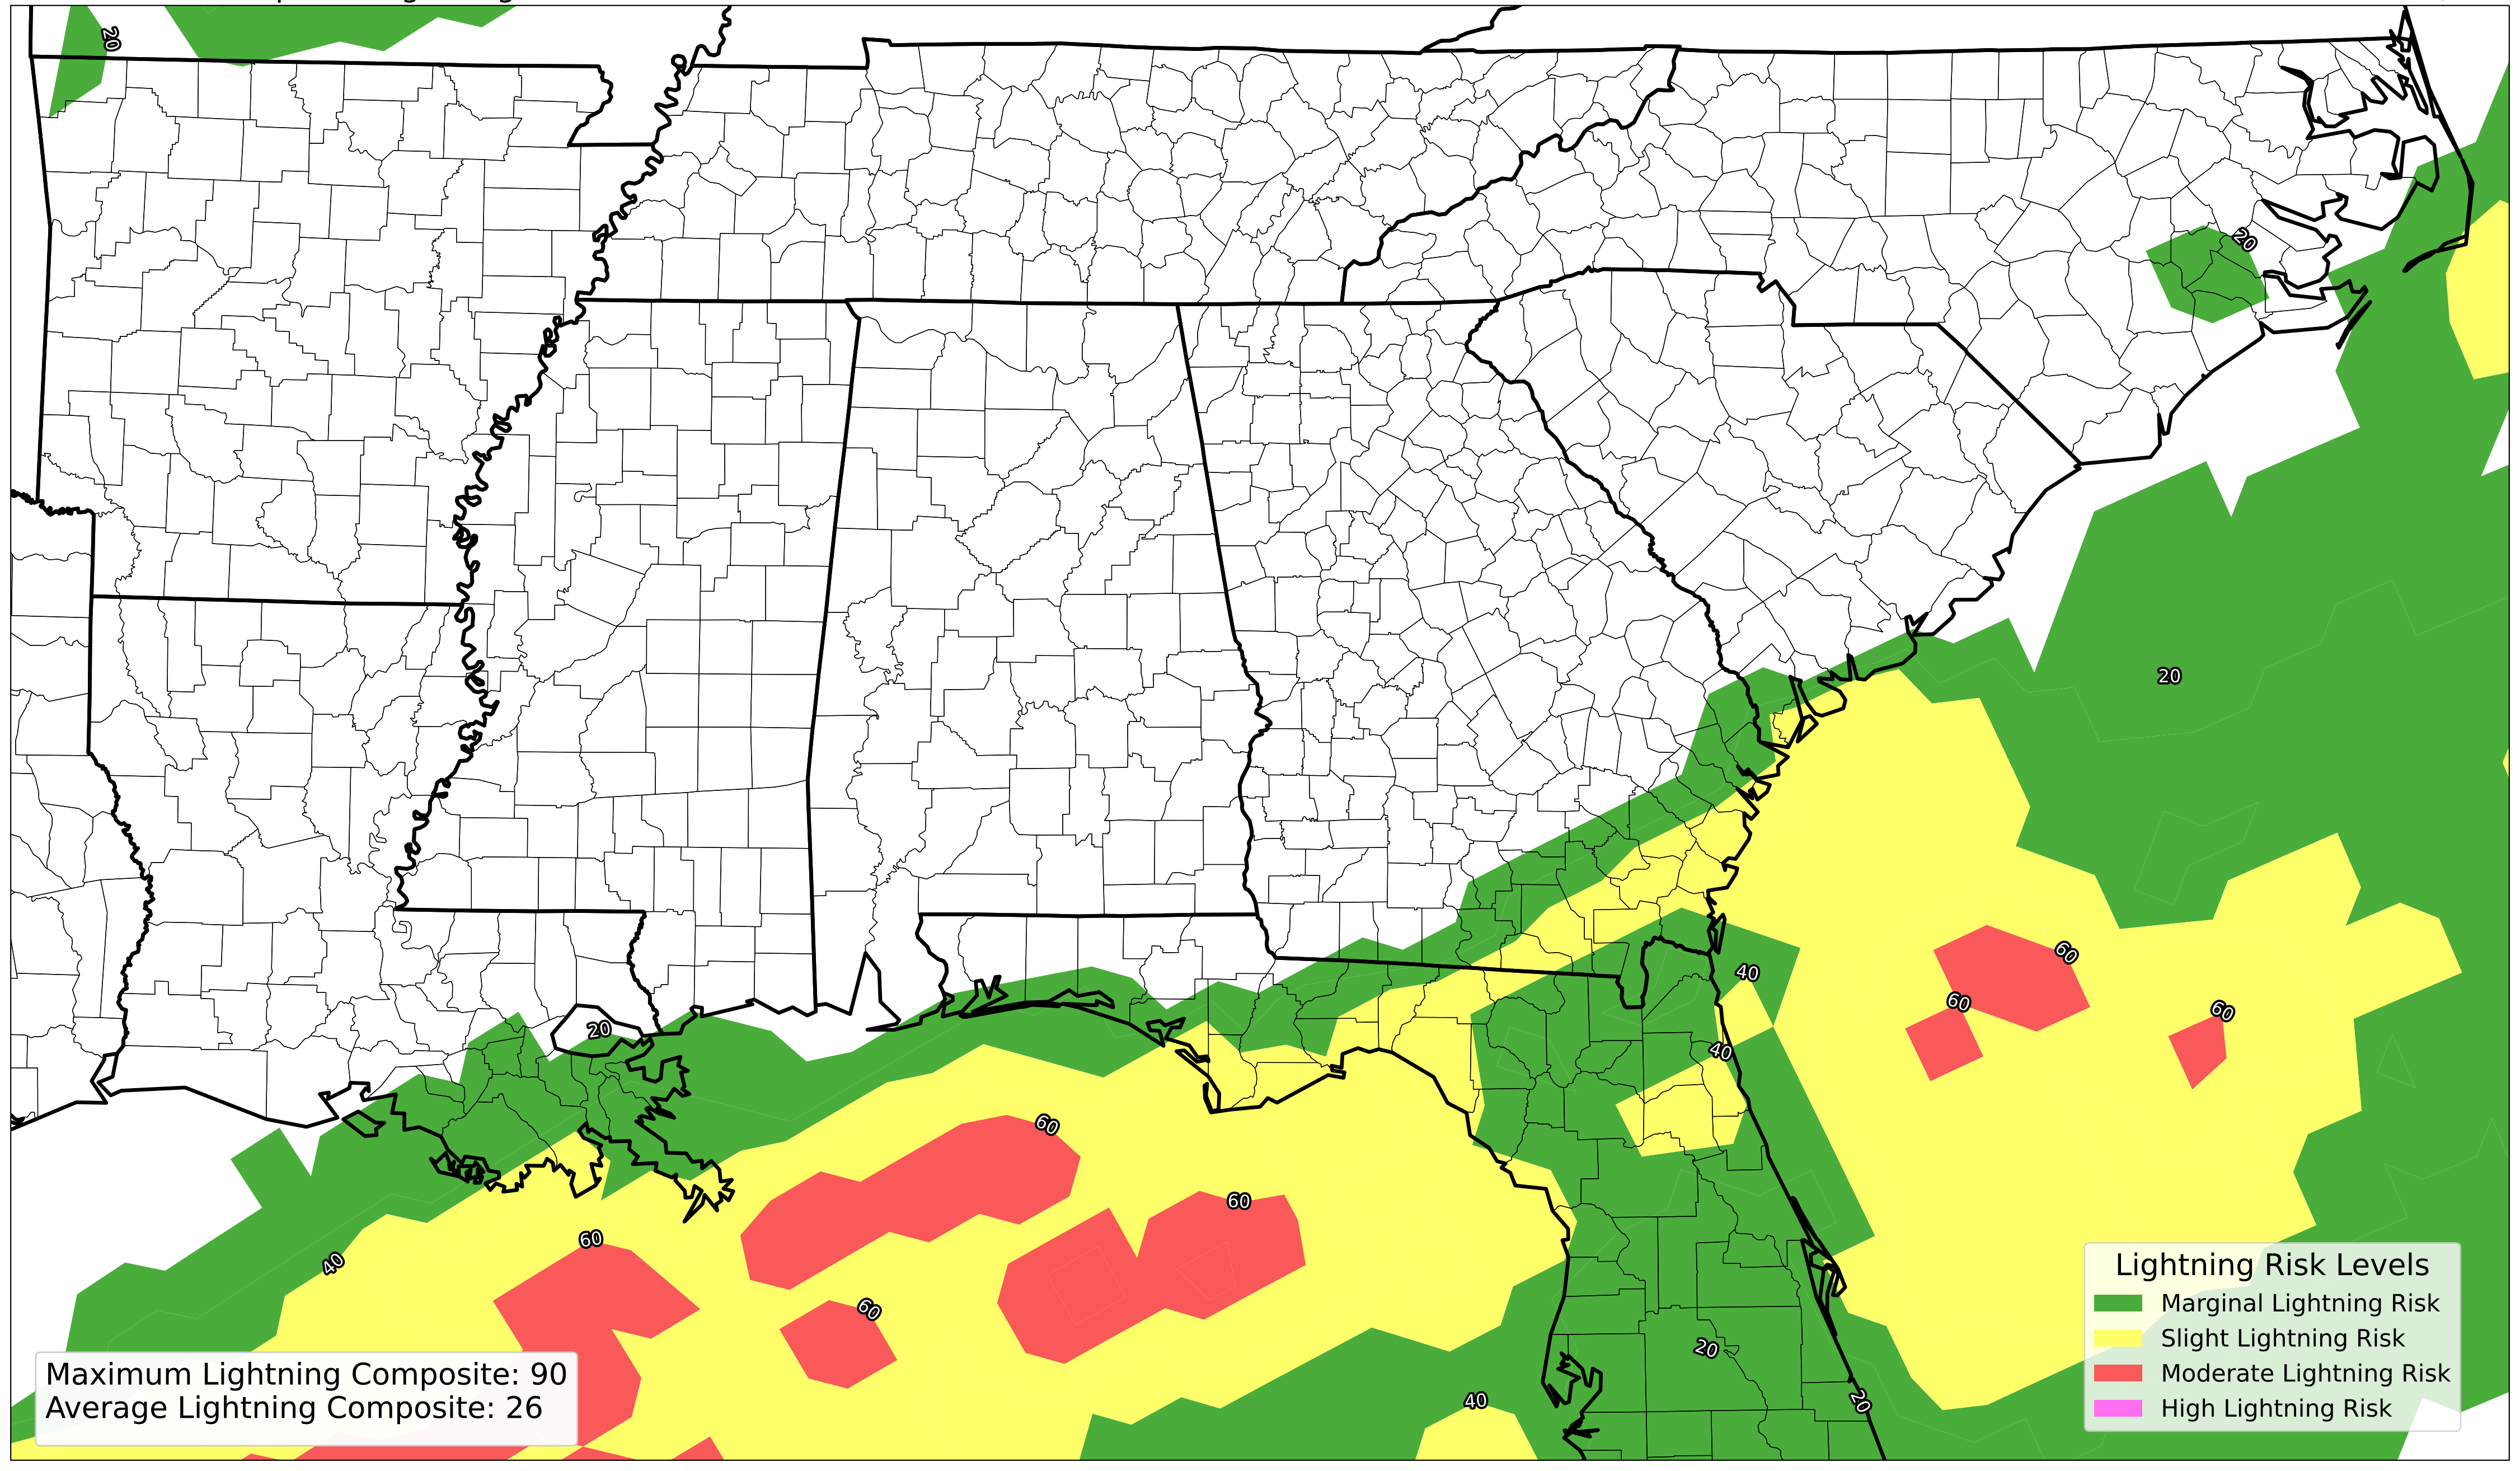 20
20
20
40
40
60
60
60
20
60
60
60
40
60
20
40
20
Lightning Risk Levels
Marginal Lightning Risk
Slight Lightning Risk
Moderate Lightning Risk
High Lightning Risk
Maximum Lightning Composite: 90
Average Lightning Composite: 26